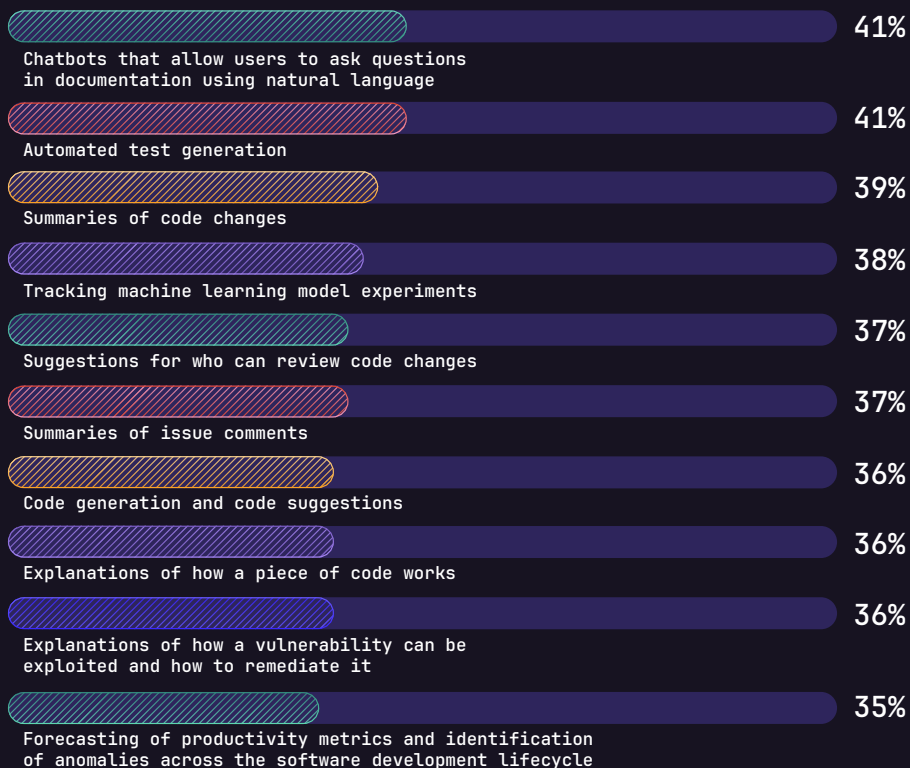 41%
Chatbots that allow users to ask questions
in documentation using natural language
41%
Automated test generation
39%
Summaries of code changes
38%
Tracking machine learning model experiments
37%
Suggestions for who can review code changes
37%
Summaries of issue comments
36%
Code generation and code suggestions
36%
Explanations of how a piece of code works
36%
Explanations of how a vulnerability can be
exploited and how to remediate it
35%
Forecasting of productivity metrics and identification
of anomalies across the software development lifecycle